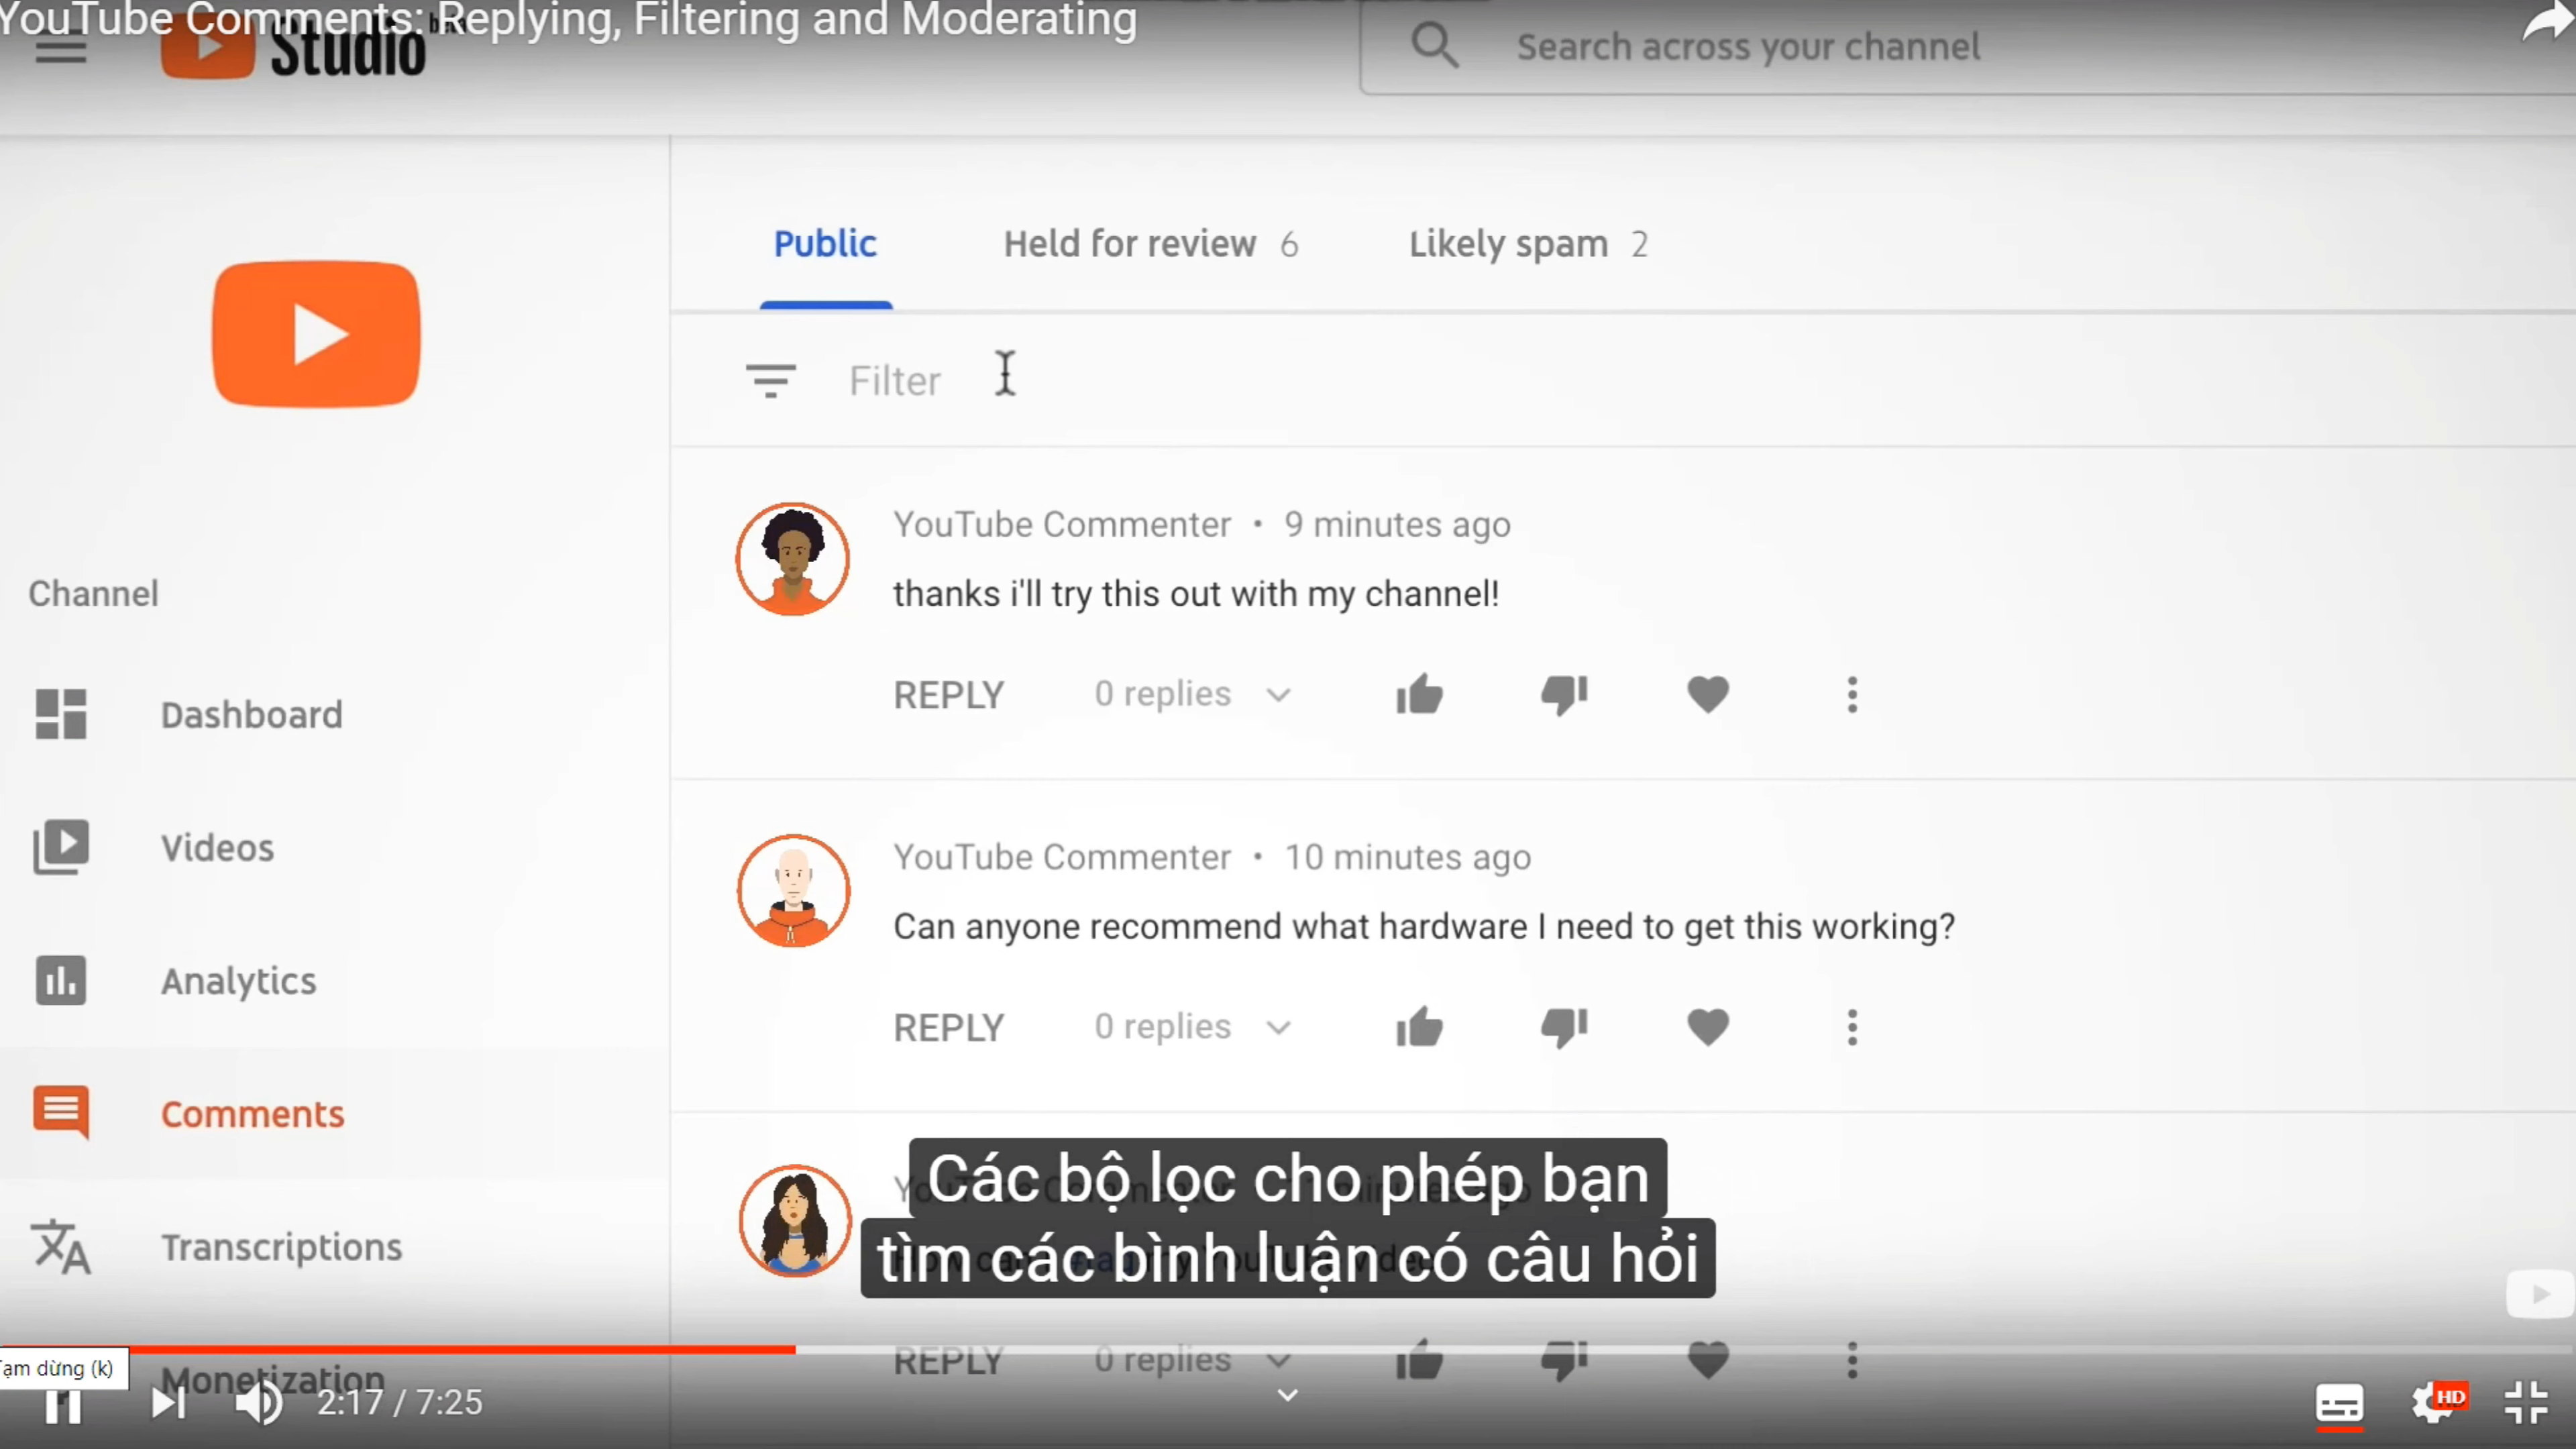 YouTube Comments: Replying, Filtering and Moderating
Studio beta
Search across your channel
Public
Held for review 6
Likely spam 2
Filter
YouTube Commenter • 9 minutes ago
thanks i'll try this out with my channel!
REPLY 0 replies
Channel
Dashboard
YouTube Commenter • 10 minutes ago
Videos
Can anyone recommend what hardware I need to get this working?
Analytics
REPLY 0 replies
Comments
Các bộ lọc cho phép bạn
tìm các bình luận có câu hỏi
Transcriptions
REPLY 0 replies
Tạm dừng (k)
Monetization
2:17 / 7:25
HD